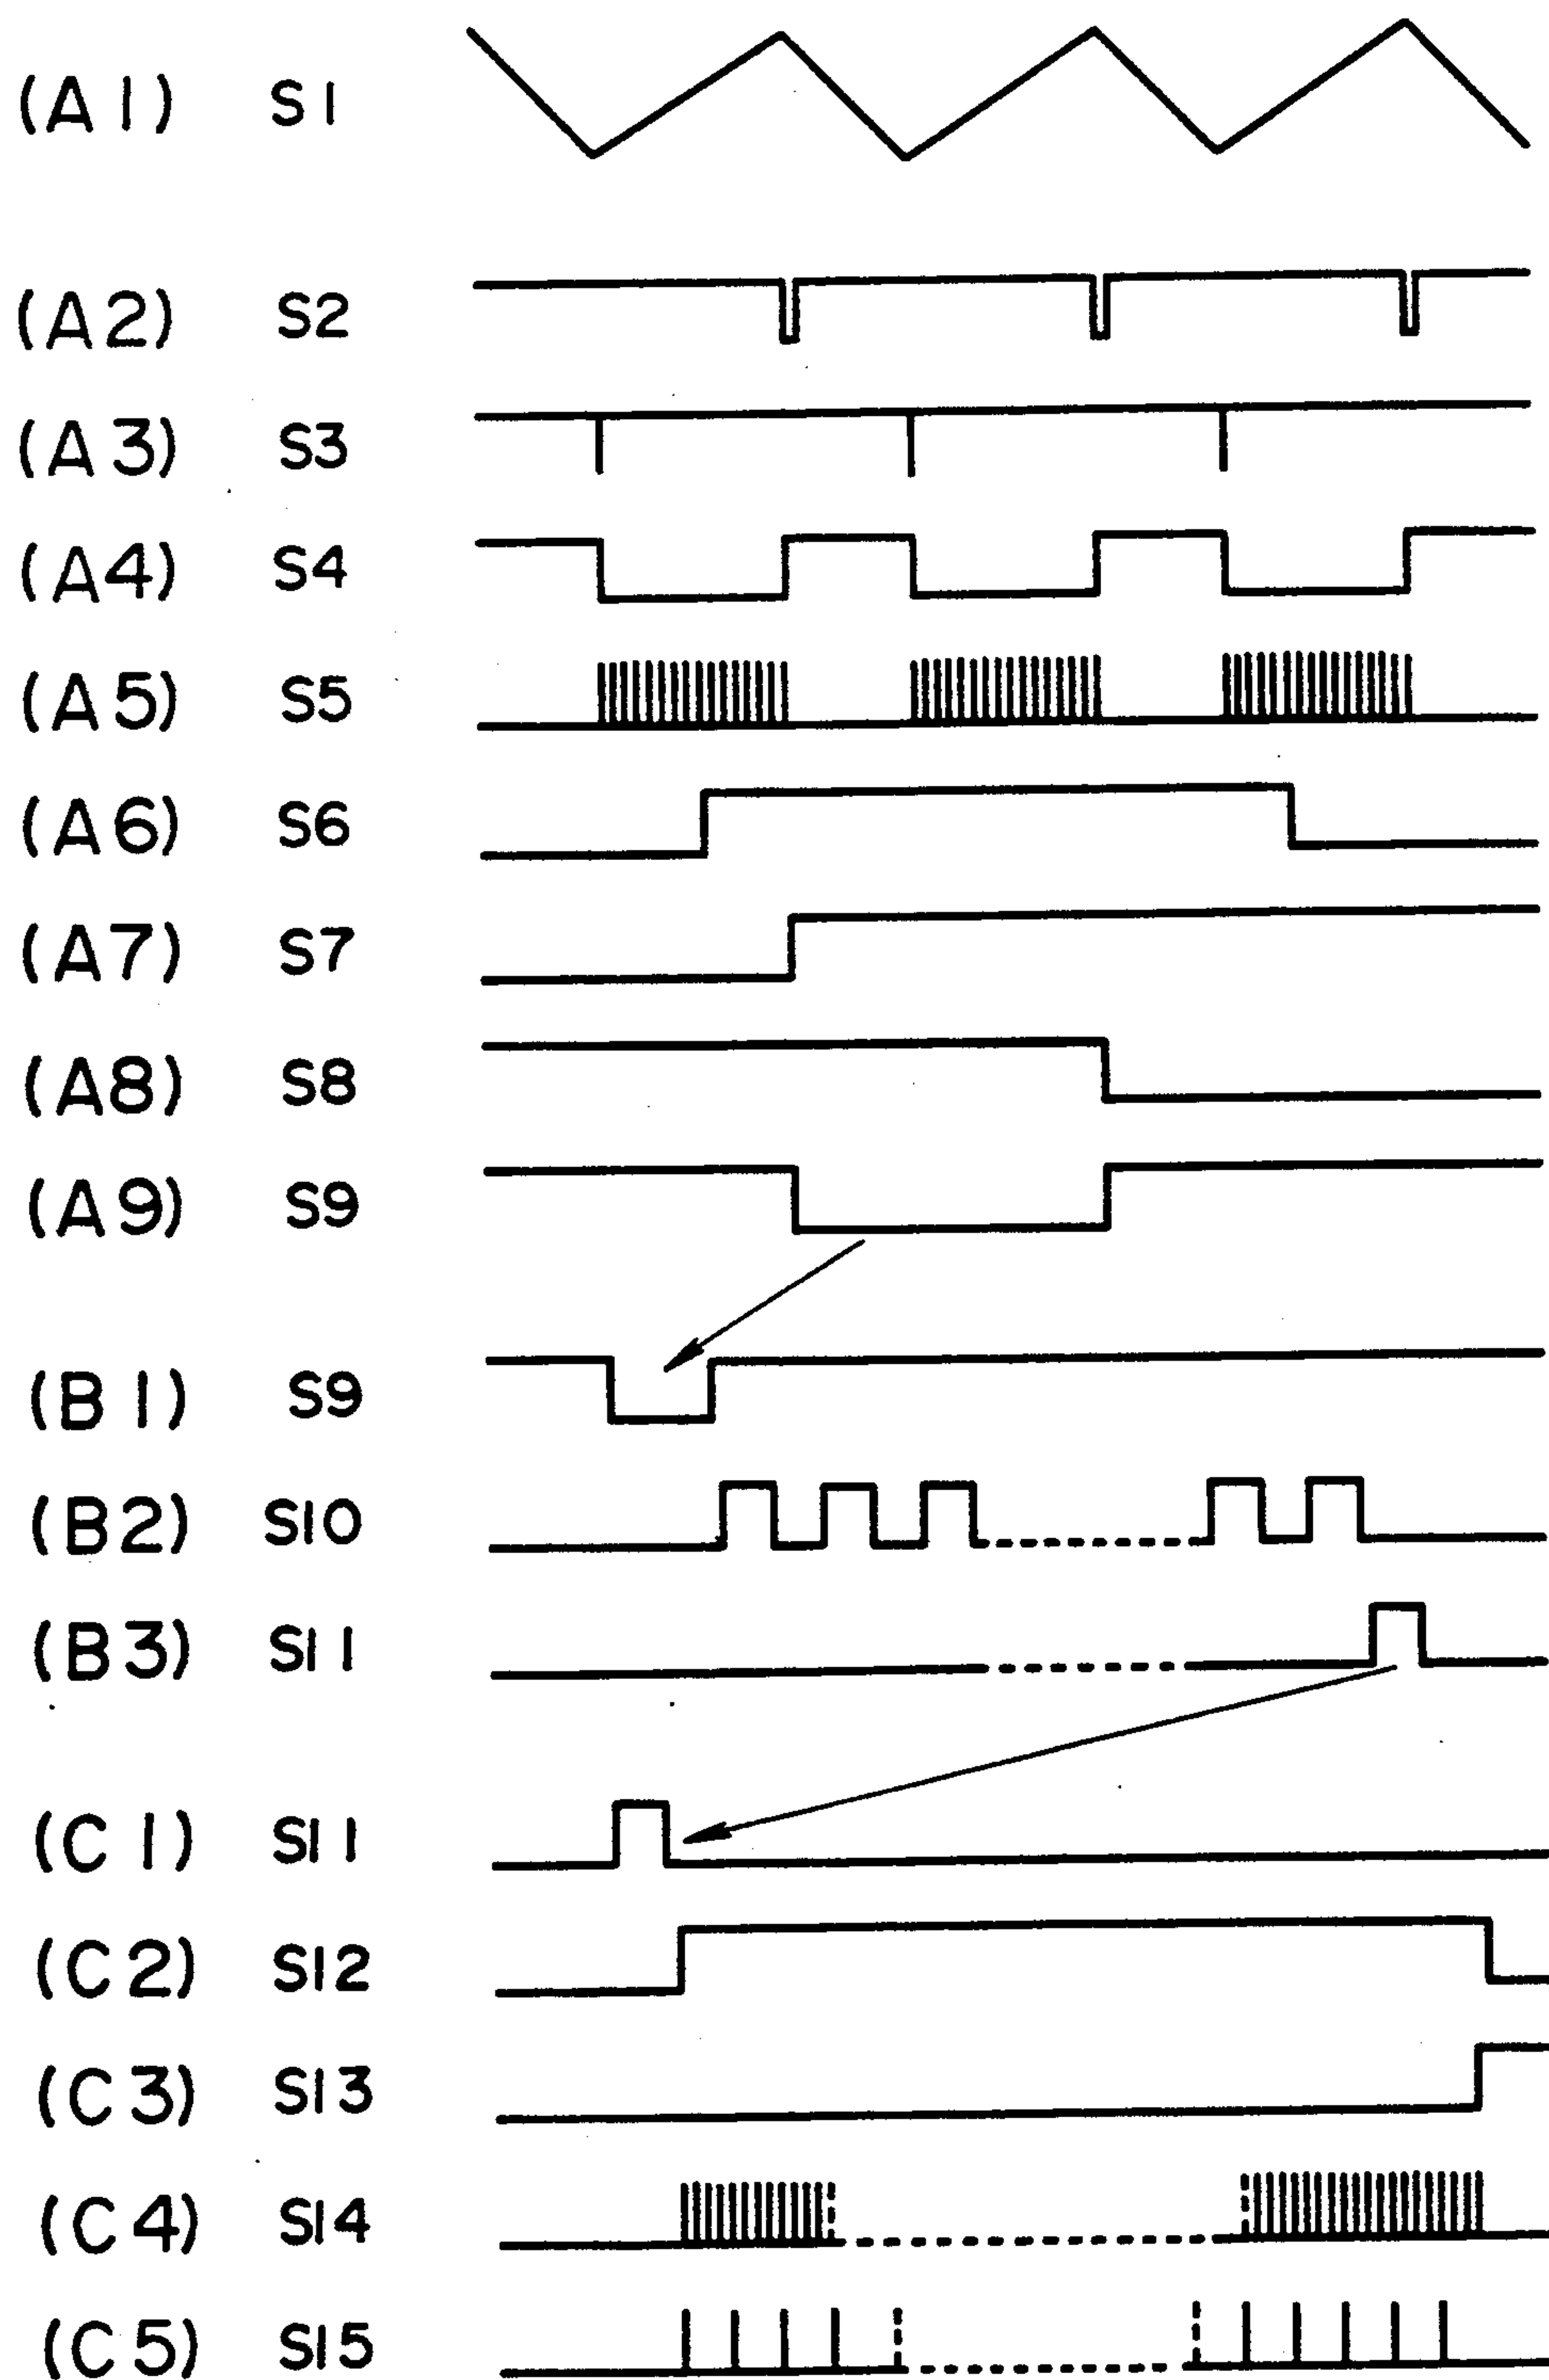 (A1) S1
(A2) S2
(A3) S3
(A4) S4
(A5) S5
(A6) S6
(A7) S7
(A8) S8
(A9) S9
(B1) S9
(B2) S10
(B3) S11
(C1) S11
(C2) S12
(C3) S13
(C4) S14
(C5) S15